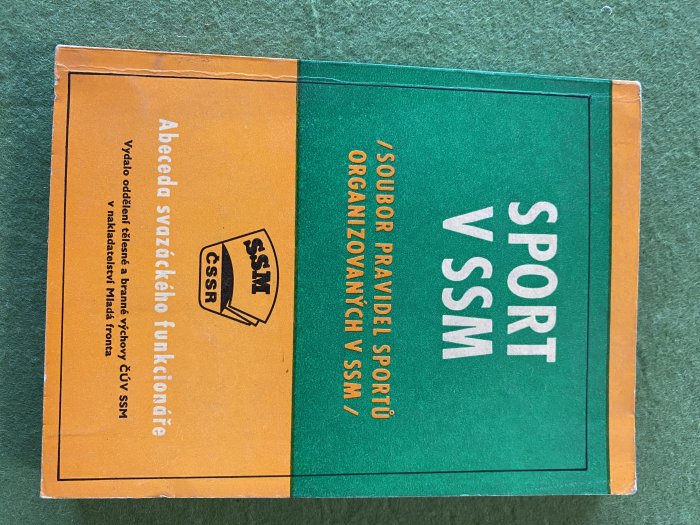 SPORT
V SSM
/SOUBOR PRAVIDEL SPORTŮ
ORGANIZOVANÝCH V SSM/
SSM
ČSSR
Abeceda svazáckého funkcionáře
Vydalo oddělení tělesné a branné výchovy ČÚV SSM
v nakladatelství Mladá fronta